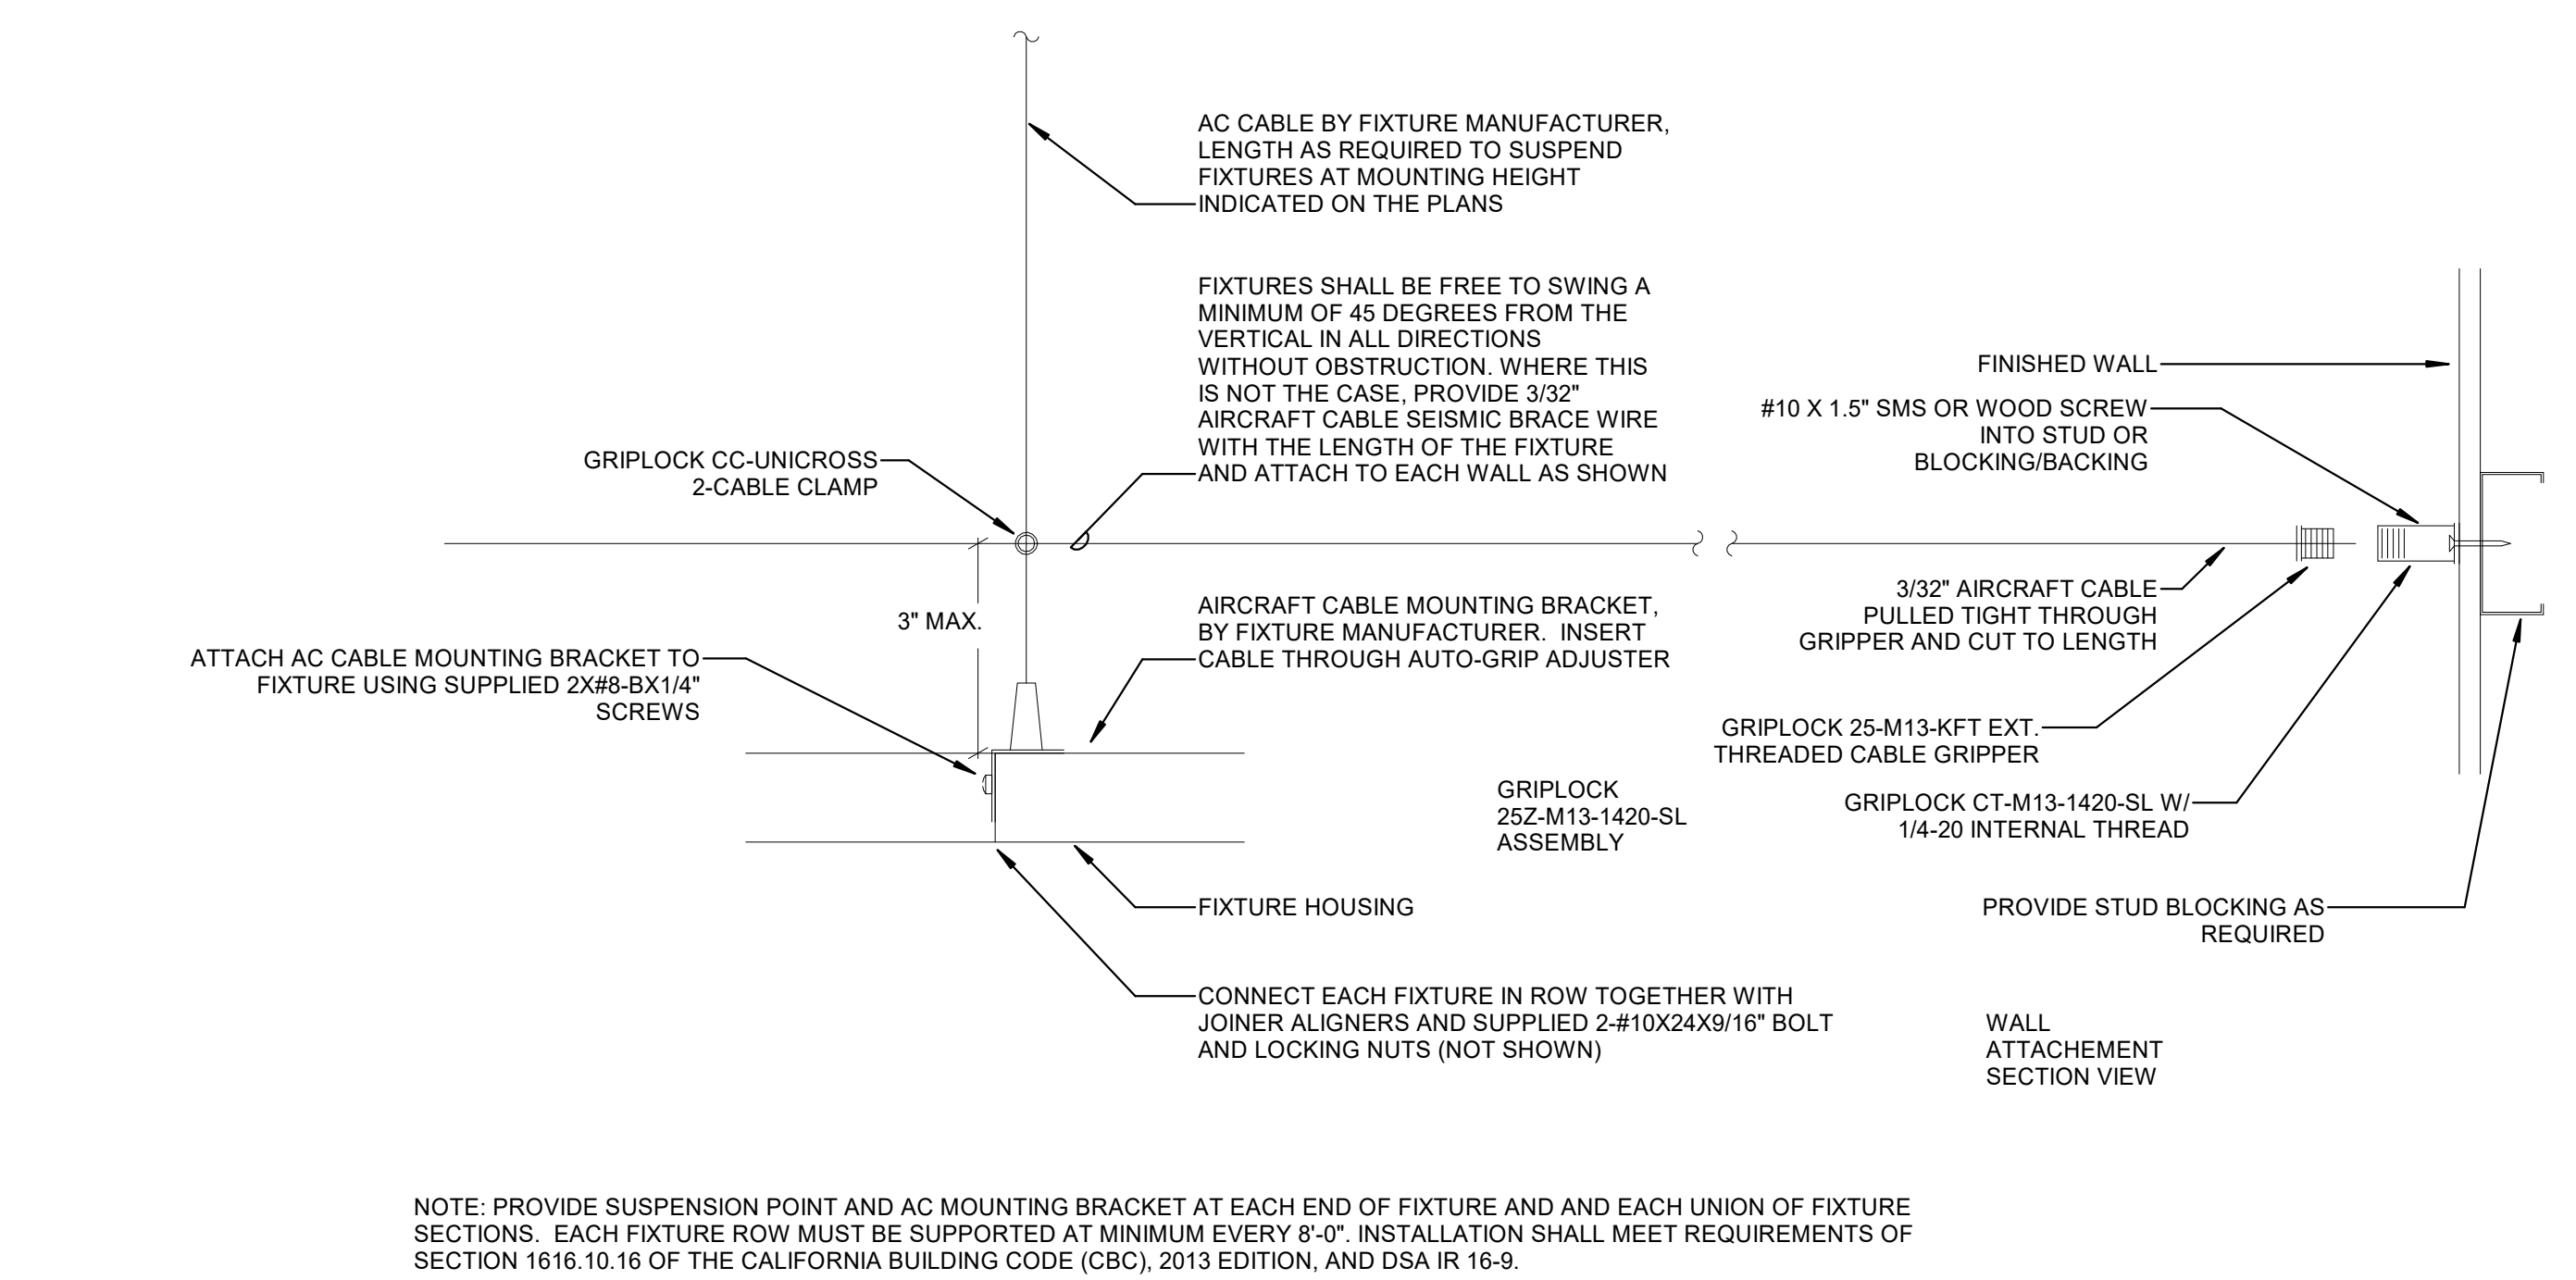 AC CABLE BY FIXTURE MANUFACTURER,
LENGTH AS REQUIRED TO SUSPEND
FIXTURES AT MOUNTING HEIGHT
INDICATED ON THE PLANS
FIXTURES SHALL BE FREE TO SWING A
MINIMUM OF 45 DEGREES FROM THE
VERTICAL IN ALL DIRECTIONS
WITHOUT OBSTRUCTION. WHERE THIS
IS NOT THE CASE, PROVIDE 3/32"
AIRCRAFT CABLE SEISMIC BRACE WIRE
WITH THE LENGTH OF THE FIXTURE
AND ATTACH TO EACH WALL AS SHOWN
FINISHED WALL
#10 X 1.5" SMS OR WOOD SCREW
INTO STUD OR
BLOCKING/BACKING
GRIPLOCK CC-UNICROSS
2-CABLE CLAMP
3" MAX.
AIRCRAFT CABLE MOUNTING BRACKET,
BY FIXTURE MANUFACTURER.  INSERT
CABLE THROUGH AUTO-GRIP ADJUSTER
3/32" AIRCRAFT CABLE
PULLED TIGHT THROUGH
GRIPPER AND CUT TO LENGTH
ATTACH AC CABLE MOUNTING BRACKET TO
FIXTURE USING SUPPLIED 2X#8-BX1/4"
SCREWS
GRIPLOCK 25-M13-KFT EXT.
THREADED CABLE GRIPPER
GRIPLOCK
25Z-M13-1420-SL
ASSEMBLY
GRIPLOCK CT-M13-1420-SL W/
1/4-20 INTERNAL THREAD
FIXTURE HOUSING
PROVIDE STUD BLOCKING AS
REQUIRED
CONNECT EACH FIXTURE IN ROW TOGETHER WITH
JOINER ALIGNERS AND SUPPLIED 2-#10X24X9/16" BOLT
AND LOCKING NUTS (NOT SHOWN)
WALL
ATTACHEMENT
SECTION VIEW
NOTE: PROVIDE SUSPENSION POINT AND AC MOUNTING BRACKET AT EACH END OF FIXTURE AND AND EACH UNION OF FIXTURE
SECTIONS.  EACH FIXTURE ROW MUST BE SUPPORTED AT MINIMUM EVERY 8'-0". INSTALLATION SHALL MEET REQUIREMENTS OF
SECTION 1616.10.16 OF THE CALIFORNIA BUILDING CODE (CBC), 2013 EDITION, AND DSA IR 16-9.